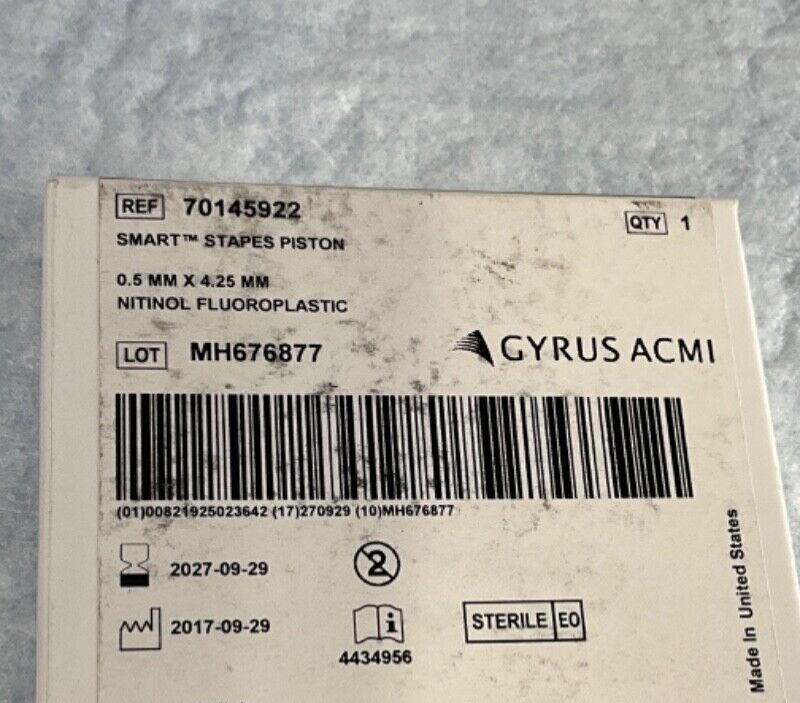 REF 70145922
QTY 1
SMART™ STAPES PISTON
0.5 MM X 4.25 MM
NITINOL FLUOROPLASTIC
LOT MH676877
GYRUS ACMI
(01)00821925023642 (17)270929 (10)MH676877
2027-09-29
2
2017-09-29
i
STERILE EO
4434956
Made In United States